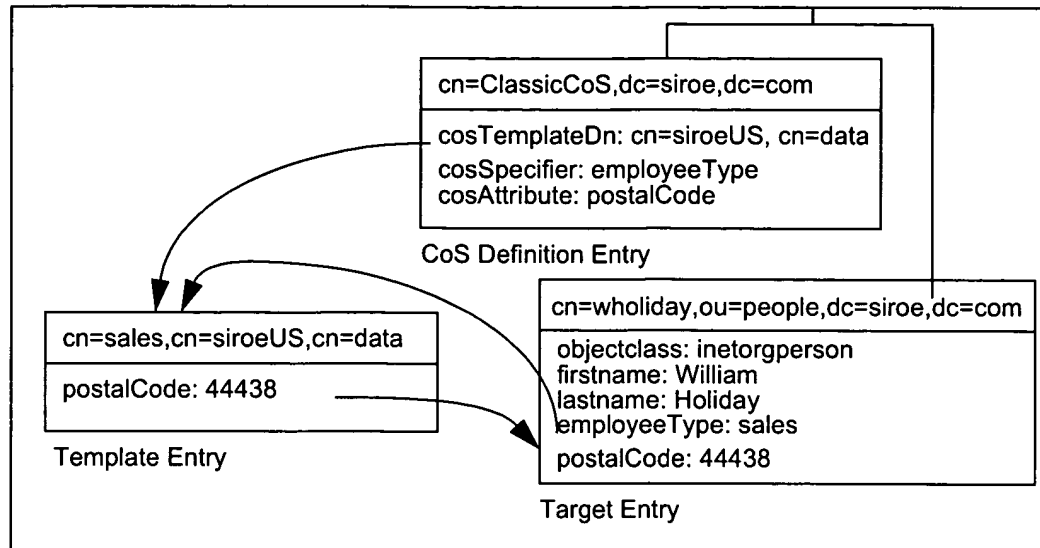 cn=ClassicCoS,dc=siroe,dc=com
cosTemplateDn: cn=siroeUS, cn=data
cosSpecifier: employeeType
cosAttribute: postalCode
CoS Definition Entry
cn=sales,cn=siroeUS,cn=data
postalCode: 44438
Template Entry
cn=wholiday,ou=people,dc=siroe,dc=com
objectclass: inetorgperson
firstname: William
lastname: Holiday
employeeType: sales
postalCode: 44438
Target Entry